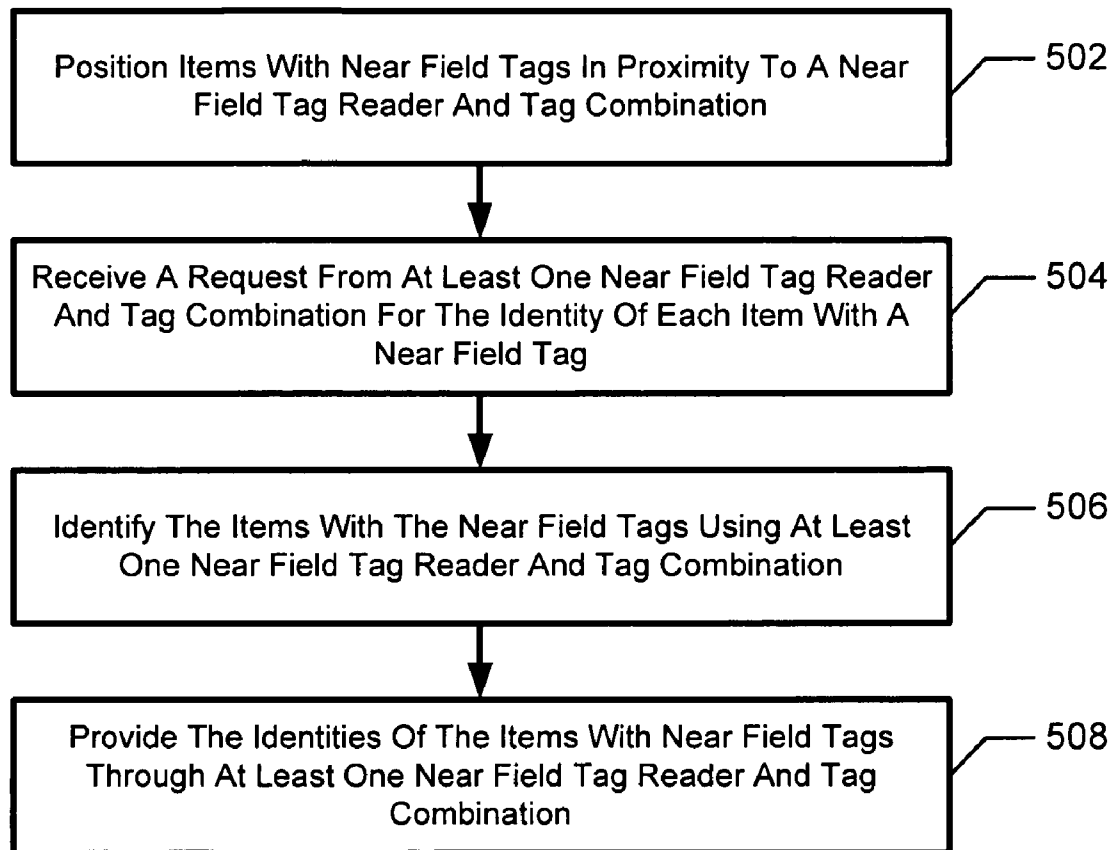 Position Items With Near Field Tags In Proximity To A Near
Field Tag Reader And Tag Combination
502
Receive A Request From At Least One Near Field Tag Reader
And Tag Combination For The Identity Of Each Item With A
Near Field Tag
504
Identify The Items With The Near Field Tags Using At Least
One Near Field Tag Reader And Tag Combination
506
Provide The Identities Of The Items With Near Field Tags
Through At Least One Near Field Tag Reader And Tag
Combination
508